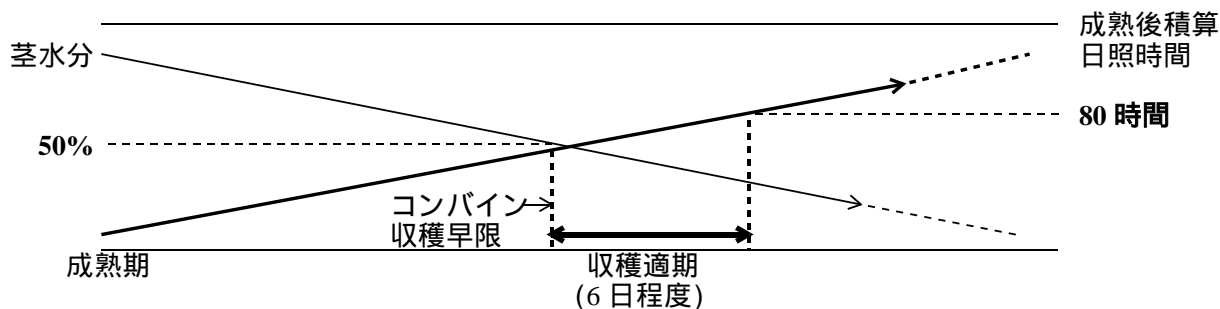 成熟後積算
日照時間
茎水分
80 時間
50%
コンバイン
収穫早限
成熟期
収穫適期
(6 日程度)